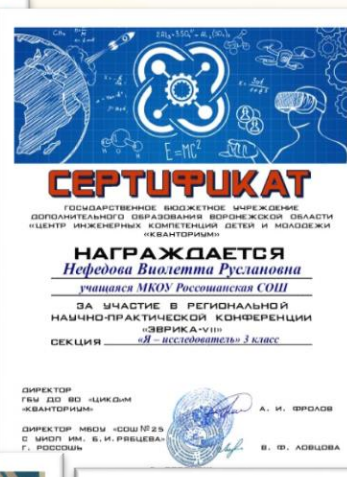 СЕРТИФИКАТ
ГОСУДАРСТВЕННОЕ БЮДЖЕТНОЕ УЧРЕЖДЕНИЕ
ДОПОЛНИТЕЛЬНОГО ОБРАЗОВАНИЯ ВОРОНЕЖСКОЙ ОБЛАСТИ
«ЦЕНТР ИНЖЕНЕРНЫХ КОМПЕТЕНЦИЙ ДЕТЕЙ И МОЛОДЕЖИ
«КВАНТОРИУМ»
НАГРАЖДАЕТСЯ
Нефедова Виолетта Руслановна
учащаяся МКОУ Россошанская СОШ
ЗА УЧАСТИЕ В РЕГИОНАЛЬНОЙ
НАУЧНО-ПРАКТИЧЕСКОЙ КОНФЕРЕНЦИИ
«ЭВРИКА-VII»
СЕКЦИЯ «Я – исследователь» 3 класс
ДИРЕКТОР
ГБУ ДО ВО «ЦИКДиМ
«КВАНТОРИУМ» А. И. ФРОЛОВ
ДИРЕКТОР МБОУ «СОШ № 25
С УИОП ИМ. Б. И. РЯБЦЕВА»
Г. РОССОШЬ В. Ф. ЛОВЦОВА
E=MC²